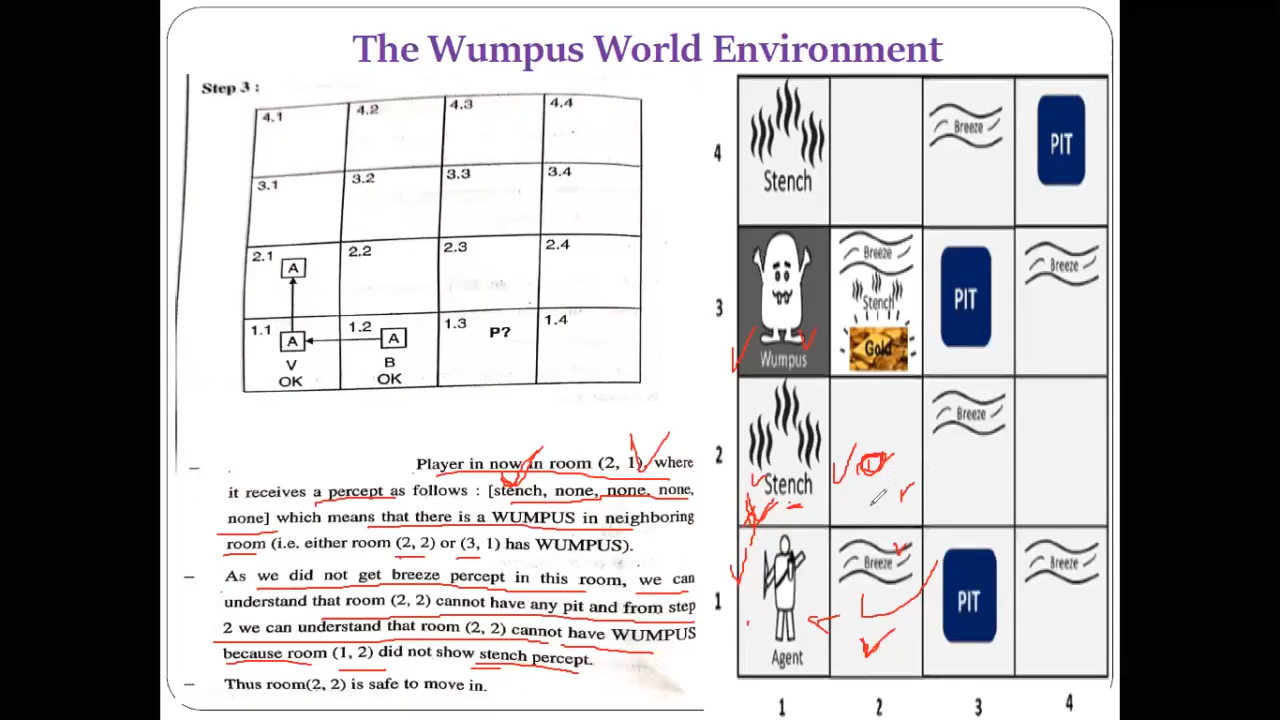 The Wumpus World Environment
Step 3 :
4.1 4.2 4.3 4.4
3.1 3.2 3.3 3.4
2.1 2.2 2.3 2.4
A
1.1 1.2 1.3 1.4
A A P?
V B
OK OK
Player in now in room (2, 1), where
it receives a percept as follows : [stench, none, none, none,
none] which means that there is a WUMPUS in neighboring
room (i.e. either room (2, 2) or (3, 1) has WUMPUS).
– As we did not get breeze percept in this room, we can
understand that room (2, 2) cannot have any pit and from step
2 we can understand that room (2, 2) cannot have WUMPUS
because room (1, 2) did not show stench percept.
– Thus room(2, 2) is safe to move in.
4
Stench
Breeze
PIT
3
Wumpus
Breeze
Stench
Gold
PIT
Breeze
2
Stench
Breeze
1
Agent
Breeze
PIT
Breeze
1 2 3 4